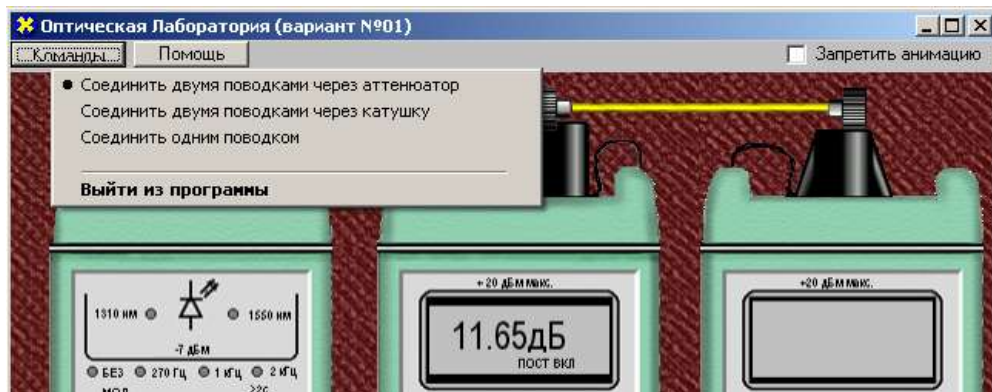 Оптическая Лаборатория (вариант №01)
Команды Помощь Запретить анимацию
Соединить двумя поводками через аттенюатор
Соединить двумя поводками через катушку
Соединить одним поводком
Выйти из программы
+20 дБм макс. +20 дБм макс.
1310 нм 1550 нм
11.65дБ
-7 дБм
пост вкл
БЕЗ 270 Гц 1 кГц 2 кГц
МОД >2с